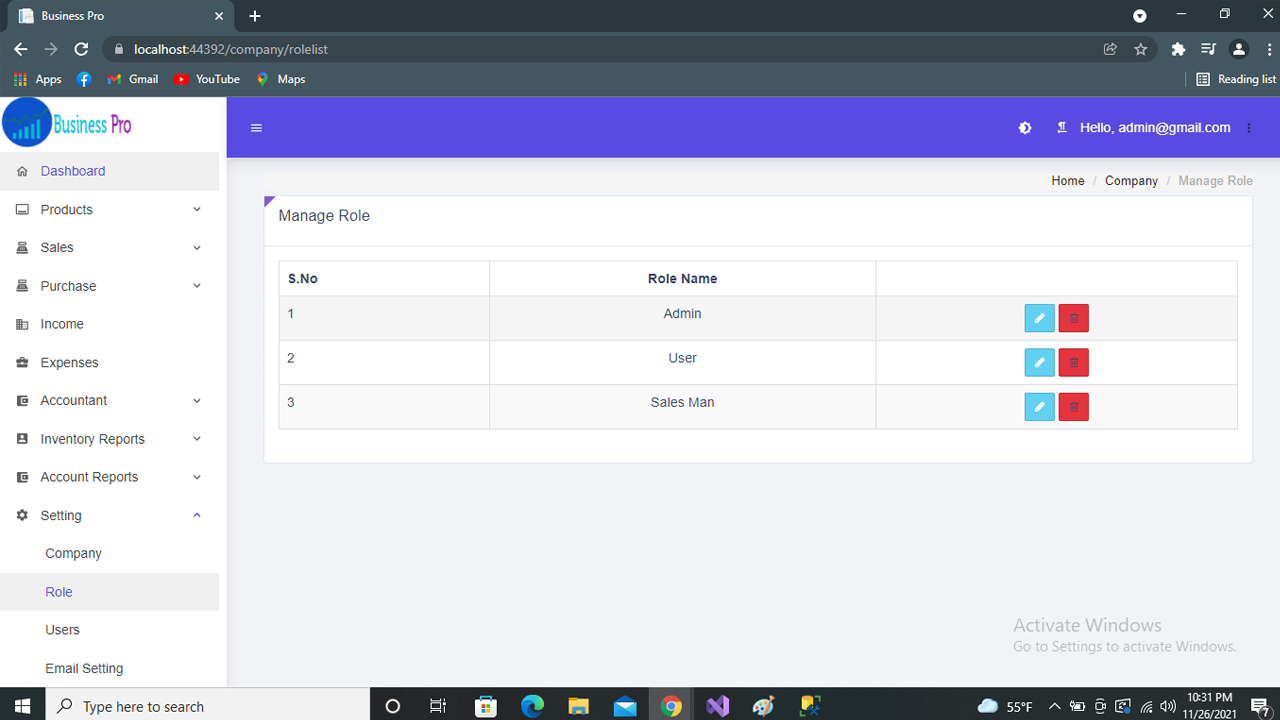 Business Pro
localhost:44392/company/rolelist
Apps Gmail YouTube Maps Reading list
Business Pro
Hello, admin@gmail.com
Home / Company / Manage Role
Dashboard
Products
Sales
Purchase
Income
Expenses
Accountant
Inventory Reports
Account Reports
Setting
Company
Role
Users
Email Setting
Manage Role
S.No Role Name
1 Admin
2 User
3 Sales Man
Activate Windows
Go to Settings to activate Windows.
Type here to search
55°F
10:31 PM
11/26/2021
7